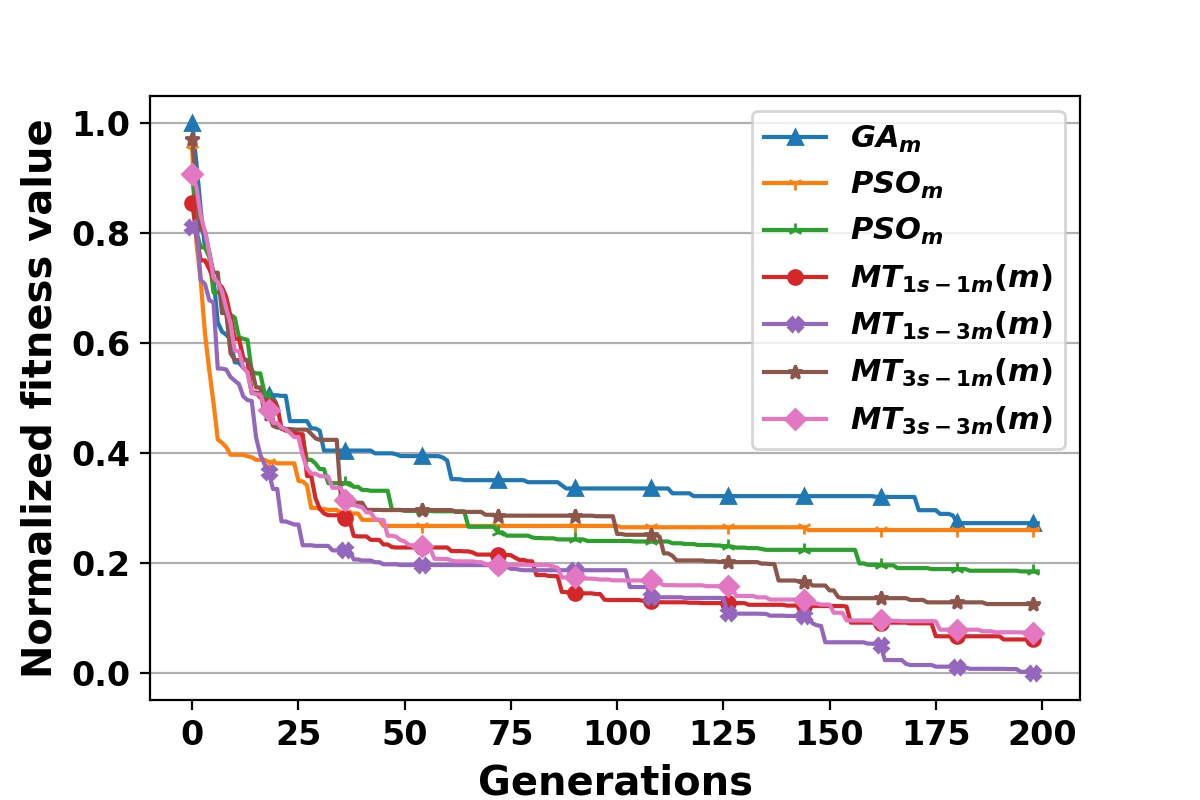 Normalized fitness value
1.0
0.8
0.6
0.4
0.2
0.0
GAm
PSOm
PSOm
MT1s−1m(m)
MT1s−3m(m)
MT3s−1m(m)
MT3s−3m(m)
0 25 50 75 100 125 150 175 200
Generations